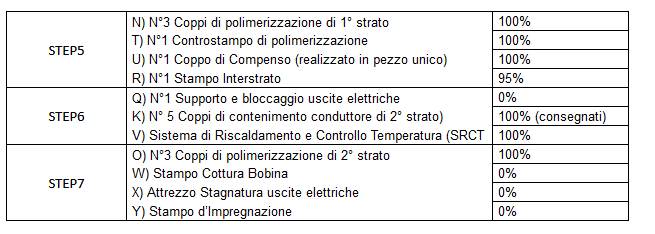 STEP5
N) N°3 Coppi di polimerizzazione di 1° strato 100%
T) N°1 Controstampo di polimerizzazione 100%
U) N°1 Coppo di Compenso (realizzato in pezzo unico) 100%
R) N°1 Stampo Interstrato 95%
STEP6
Q) N°1 Supporto e bloccaggio uscite elettriche 0%
K) N° 5 Coppi di contenimento conduttore di 2° strato) 100% (consegnati)
V) Sistema di Riscaldamento e Controllo Temperatura (SRCT 100%
STEP7
O) N°3 Coppi di polimerizzazione di 2° strato 100%
W) Stampo Cottura Bobina 0%
X) Attrezzo Stagnatura uscite elettriche 0%
Y) Stampo d'Impregnazione 0%